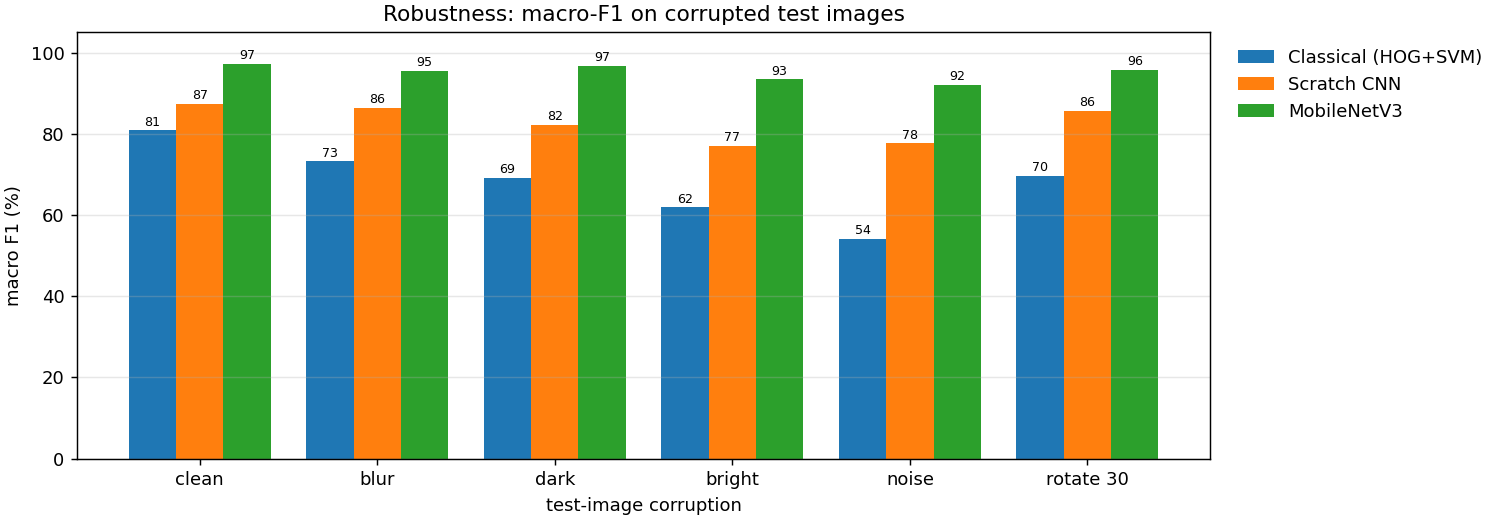 Robustness: macro-F1 on corrupted test images
macro F1 (%)
100
80
60
40
20
0
81 87 97
73 86 95
69 82 97
62 77 93
54 78 92
70 86 96
clean blur dark bright noise rotate 30
test-image corruption
Classical (HOG+SVM)
Scratch CNN
MobileNetV3